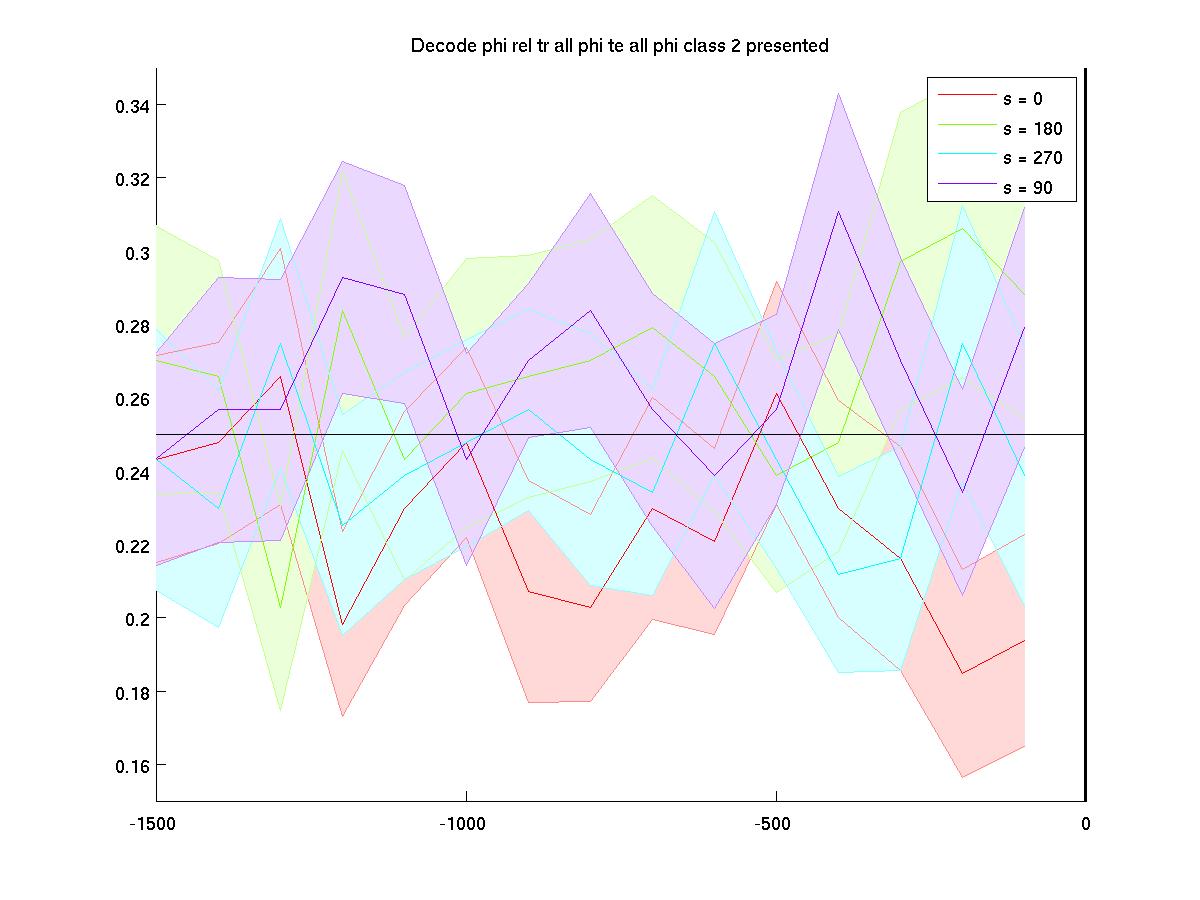 Decode phi rel tr all phi te all phi class 2 presented
s = 0
s = 180
s = 270
s = 90
0.34
0.32
0.3
0.28
0.26
0.24
0.22
0.2
0.18
0.16
-1500
-1000
-500
0